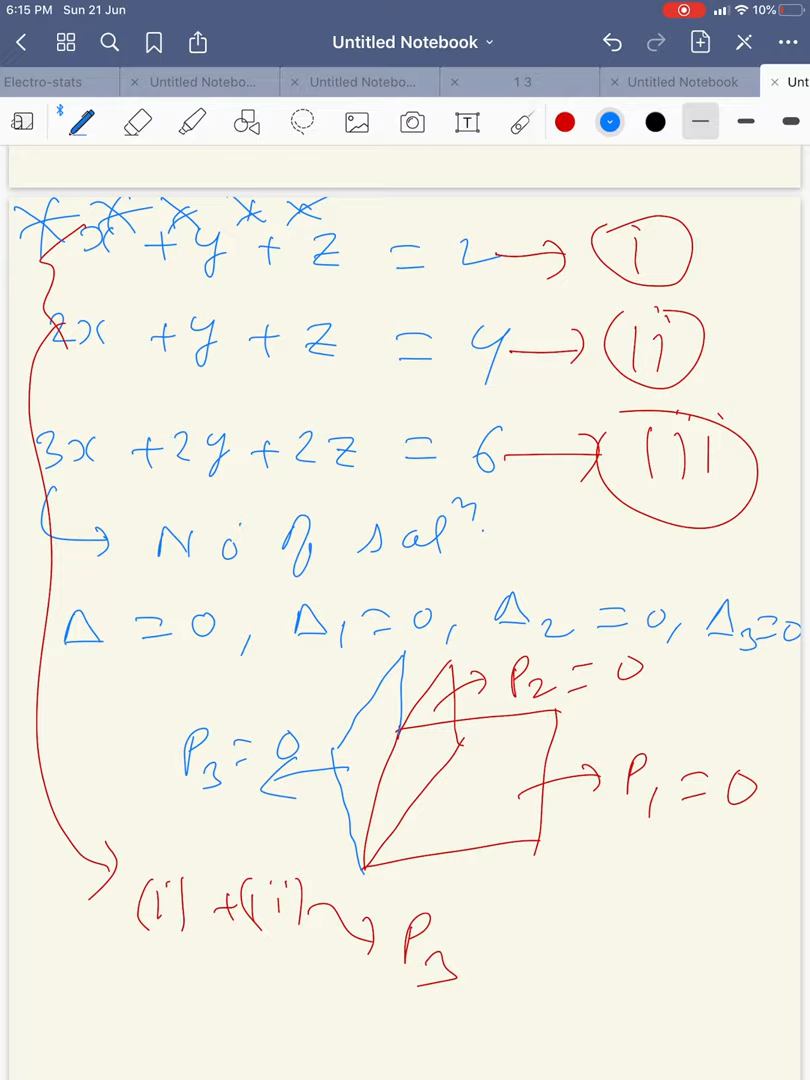 6:15 PM Sun 21 Jun 10%
Untitled Notebook
Electro-stats Untitled Notebo... Untitled Notebo... 1 3 Untitled Notebook Unt
x + y + z = 2 → i
2x + y + z = 4 → ii
3x + 2y + 2z = 6 → iii
→ No of solⁿ.
Δ = 0, Δ₁ = 0, Δ₂ = 0, Δ₃ = 0
P₂ = 0
P₃ = 0
P₁ = 0
(i) + (ii) → P₃